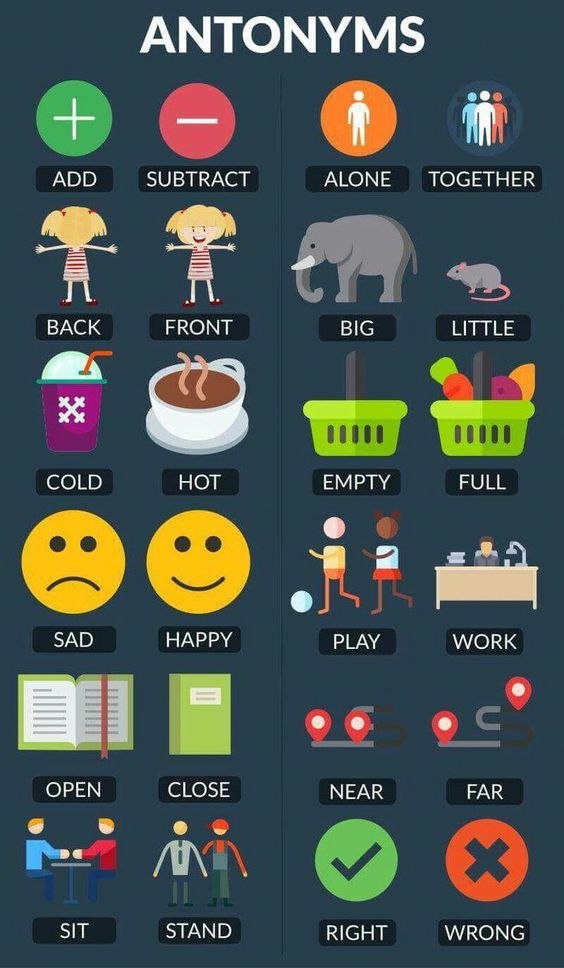 ANTONYMS
ADD
SUBTRACT
ALONE
TOGETHER
BACK
FRONT
BIG
LITTLE
COLD
HOT
EMPTY
FULL
SAD
HAPPY
PLAY
WORK
OPEN
CLOSE
NEAR
FAR
SIT
STAND
RIGHT
WRONG